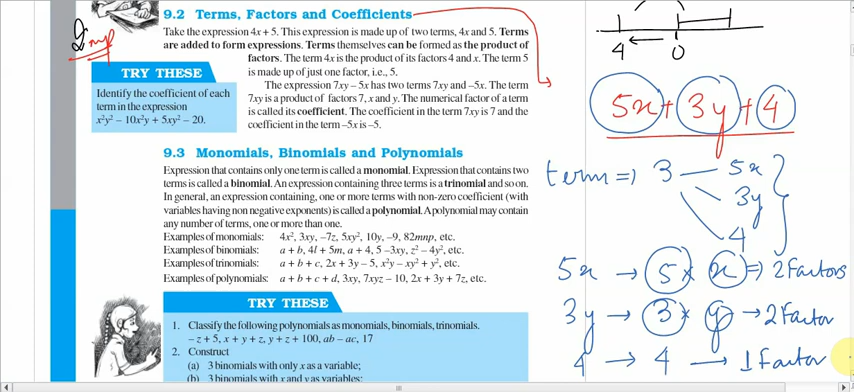 9.2 Terms, Factors and Coefficients
Take the expression 4x + 5. This expression is made up of two terms, 4x and 5. Terms
are added to form expressions. Terms themselves can be formed as the product of
factors. The term 4x is the product of its factors 4 and x. The term 5
is made up of just one factor, i.e., 5.
The expression 7xy – 5x has two terms 7xy and –5x. The term
7xy is a product of factors 7, x and y. The numerical factor of a term
is called its coefficient. The coefficient in the term 7xy is 7 and the
coefficient in the term –5x is –5.
Imp
TRY THESE
Identify the coefficient of each
term in the expression
x²y² – 10x²y + 5xy² – 20.
9.3 Monomials, Binomials and Polynomials
Expression that contains only one term is called a monomial. Expression that contains two
terms is called a binomial. An expression containing three terms is a trinomial and so on.
In general, an expression containing, one or more terms with non-zero coefficient (with
variables having non negative exponents) is called a polynomial. A polynomial may contain
any number of terms, one or more than one.
Examples of monomials: 4x², 3xy, –7z, 5xy², 10y, –9, 82mnp, etc.
Examples of binomials: a + b, 4l + 5m, a + 4, 5 –3xy, z² – 4y², etc.
Examples of trinomials: a + b + c, 2x + 3y – 5, x²y – xy² + y², etc.
Examples of polynomials: a + b + c + d, 3xy, 7xyz – 10, 2x + 3y + 7z, etc.
TRY THESE
1. Classify the following polynomials as monomials, binomials, trinomials.
– z + 5, x + y + z, y + z + 100, ab – ac, 17
2. Construct
(a) 3 binomials with only x as a variable;
(b) 3 binomials with x and y as variables;
4 0
5x + 3y + 4
term => 3 — 5x
3y
4
5x → 5 × x => 2 Factors
3y → 3 × y → 2 Factor
4 → 4 → 1 Factor